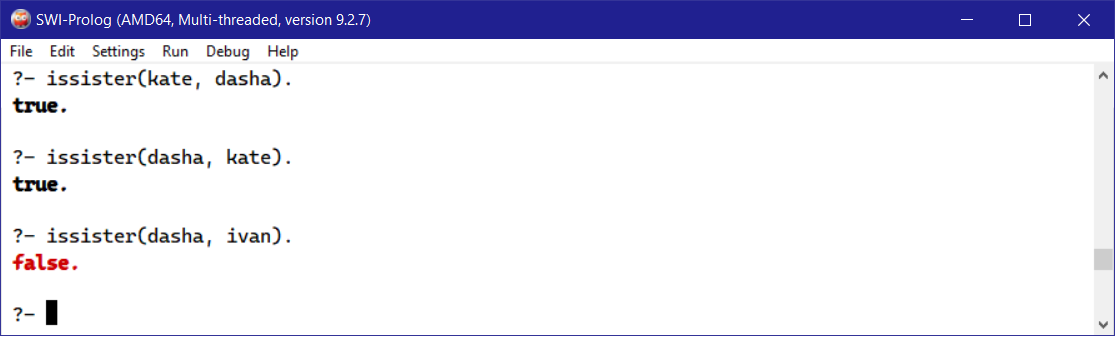 SWI-Prolog (AMD64, Multi-threaded, version 9.2.7)
File Edit Settings Run Debug Help
?- issister(kate, dasha).
true.
?- issister(dasha, kate).
true.
?- issister(dasha, ivan).
false.
?-